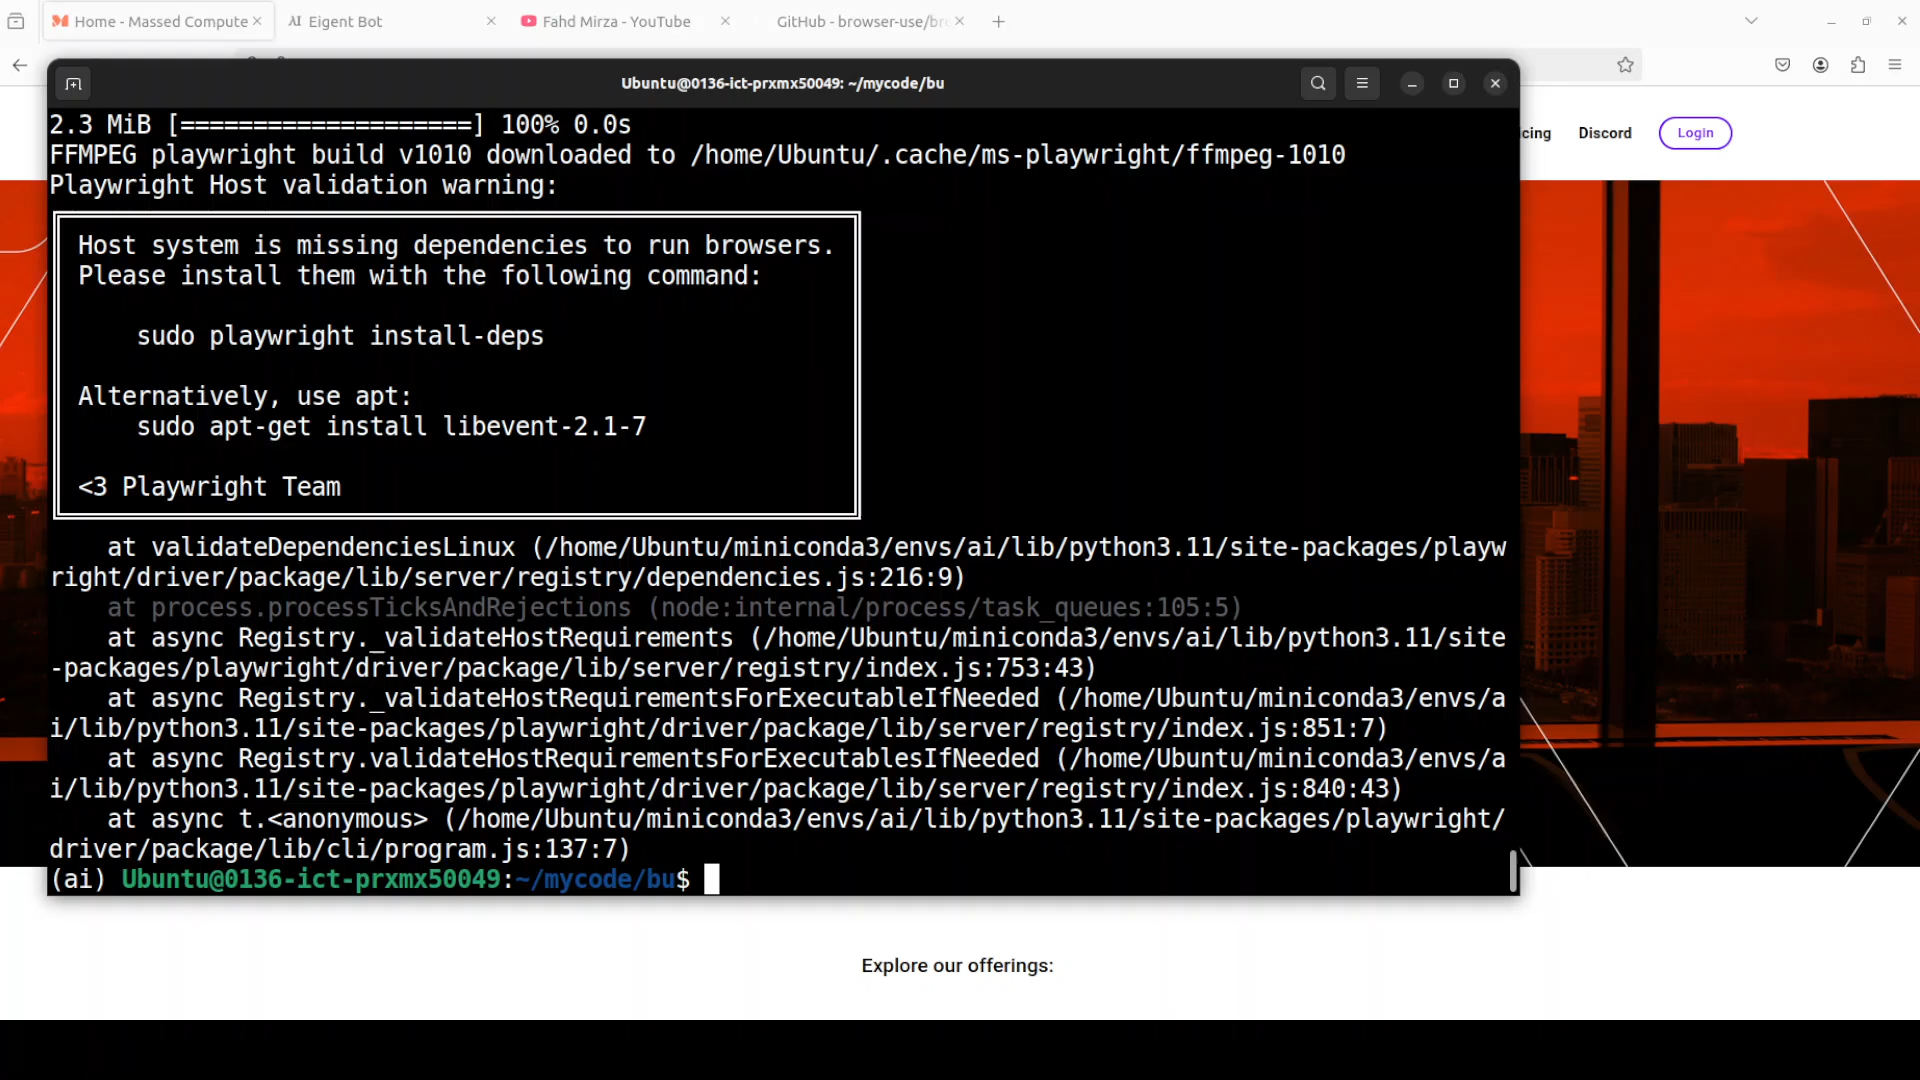 Home - Massed Compute
Eigent Bot
Fahd Mirza - YouTube
GitHub - browser-use/br
Ubuntu@0136-ict-prxmx50049: ~/mycode/bu
icing
Discord
Login
2.3 MiB [====================] 100% 0.0s
FFMPEG playwright build v1010 downloaded to /home/Ubuntu/.cache/ms-playwright/ffmpeg-1010
Playwright Host validation warning:
Host system is missing dependencies to run browsers.
Please install them with the following command:
sudo playwright install-deps
Alternatively, use apt:
sudo apt-get install libevent-2.1-7
<3 Playwright Team
at validateDependenciesLinux (/home/Ubuntu/miniconda3/envs/ai/lib/python3.11/site-packages/playw
right/driver/package/lib/server/registry/dependencies.js:216:9)
at process.processTicksAndRejections (node:internal/process/task_queues:105:5)
at async Registry._validateHostRequirements (/home/Ubuntu/miniconda3/envs/ai/lib/python3.11/site
-packages/playwright/driver/package/lib/server/registry/index.js:753:43)
at async Registry._validateHostRequirementsForExecutableIfNeeded (/home/Ubuntu/miniconda3/envs/a
i/lib/python3.11/site-packages/playwright/driver/package/lib/server/registry/index.js:851:7)
at async Registry.validateHostRequirementsForExecutablesIfNeeded (/home/Ubuntu/miniconda3/envs/a
i/lib/python3.11/site-packages/playwright/driver/package/lib/server/registry/index.js:840:43)
at async t.<anonymous> (/home/Ubuntu/miniconda3/envs/ai/lib/python3.11/site-packages/playwright/
driver/package/lib/cli/program.js:137:7)
(ai) Ubuntu@0136-ict-prxmx50049:~/mycode/bu$
Explore our offerings: